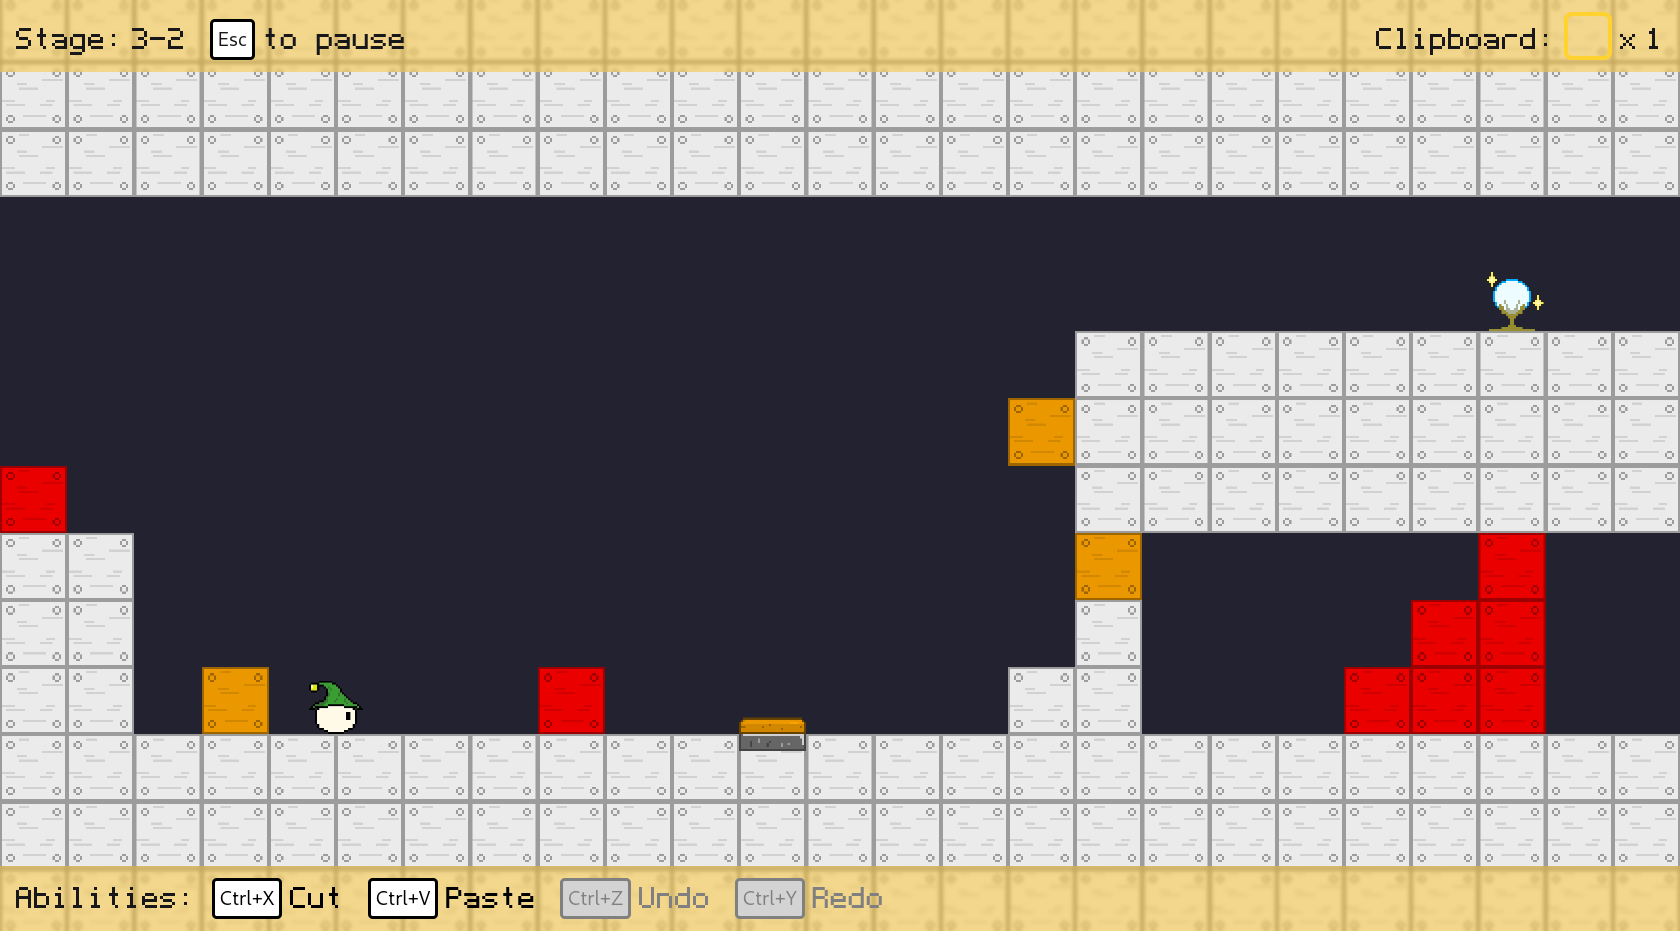 Stage: 3-2 Esc to pause Clipboard: x 1
Abilities: Ctrl+X Cut Ctrl+V Paste Ctrl+Z Undo Ctrl+Y Redo